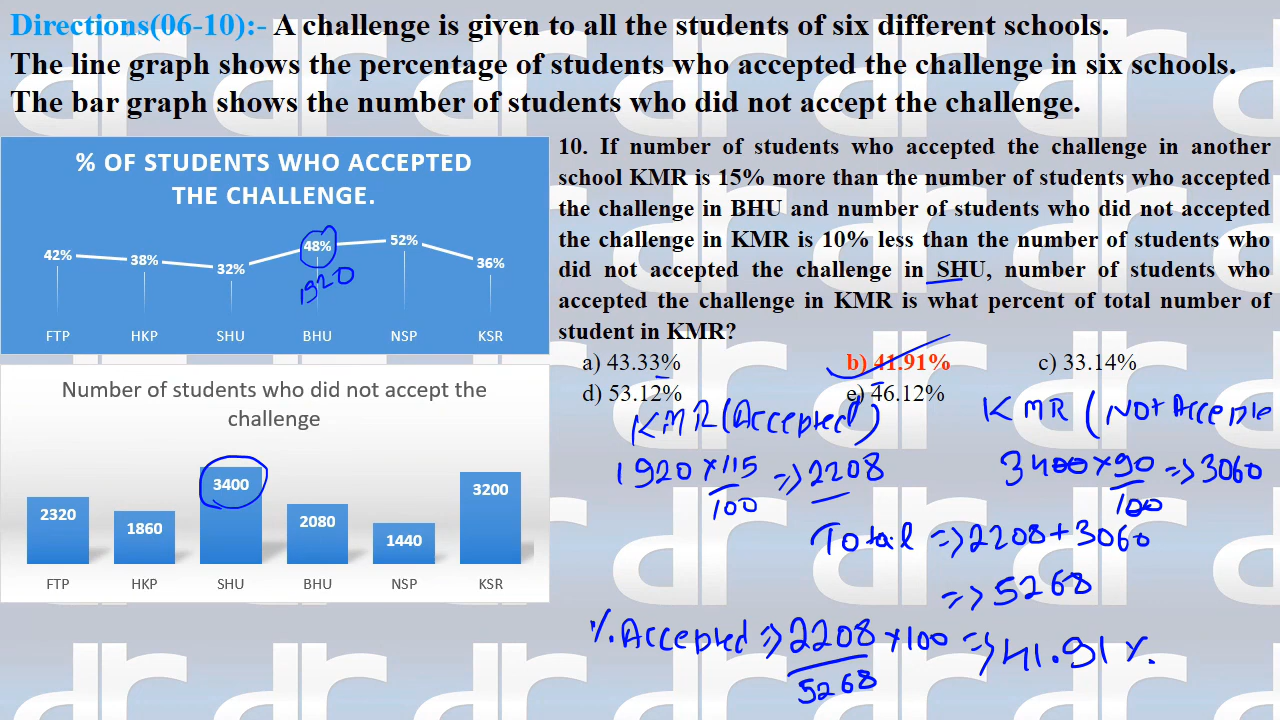 Directions(06-10):- A challenge is given to all the students of six different schools.
The line graph shows the percentage of students who accepted the challenge in six schools.
The bar graph shows the number of students who did not accept the challenge.
% OF STUDENTS WHO ACCEPTED
THE CHALLENGE.
42% 38% 32% 48% 52% 36%
1920
FTP HKP SHU BHU NSP KSR
Number of students who did not accept the
challenge
2320 1860 3400 2080 1440 3200
FTP HKP SHU BHU NSP KSR
10. If number of students who accepted the challenge in another
school KMR is 15% more than the number of students who accepted
the challenge in BHU and number of students who did not accepted
the challenge in KMR is 10% less than the number of students who
did not accepted the challenge in SHU, number of students who
accepted the challenge in KMR is what percent of total number of
student in KMR?
a) 43.33% b) 41.91% c) 33.14%
d) 53.12% e) 46.12%
KMR (Accepted)
1920 × 115 => 2208
100
KMR (Not Accepte
3400 × 90 => 3060
100
Total => 2208 + 3060
=> 5268
% Accepted => 2208 × 100 => 41.91 %.
5268
dr